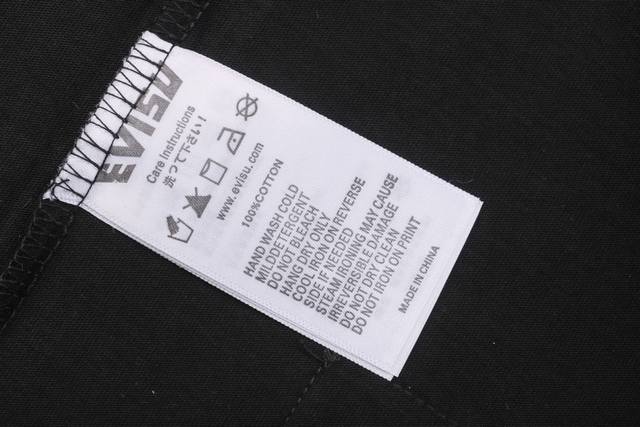 EVISU
Care Instructions
洗って下さい!
www.evisu.com
100%COTTON
HAND WASH COLD
MILDDETERGENT
DO NOT BLEACH
HANG DRY ONLY
COOL IRON ON REVERSE
SIDE IF NEEDED
STEAM IRONING MAY CAUSE
IRREVERSIBLE DAMAGE
DO NOT DRY CLEAN
DO NOT IRON ON PRINT
MADE IN CHINA